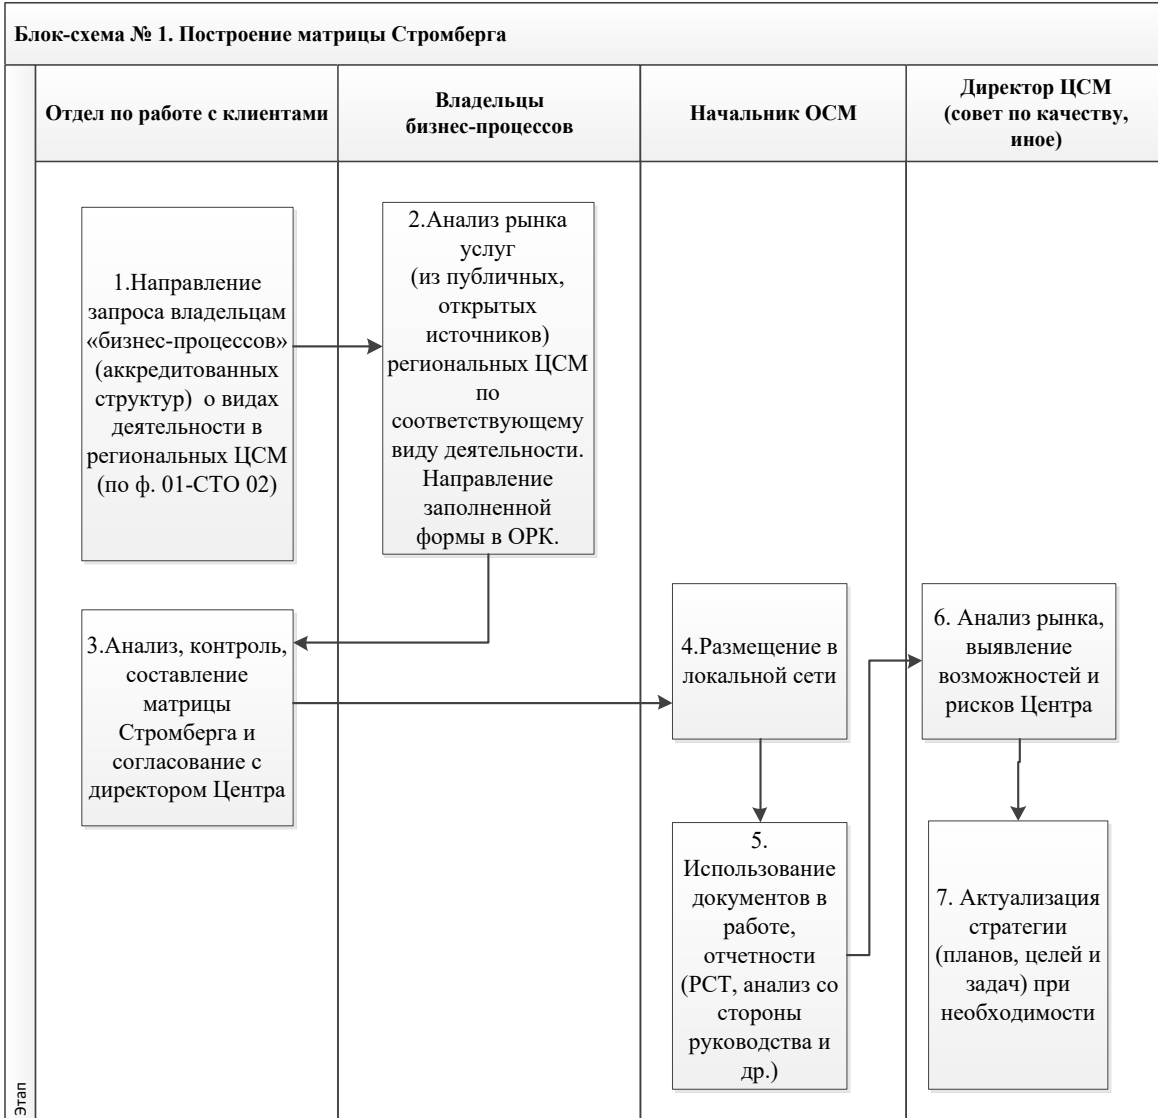 Блок-схема № 1. Построение матрицы Стромберга
Отдел по работе с клиентами
Владельцы
бизнес-процессов
Начальник ОСМ
Директор ЦСМ
(совет по качеству,
иное)
1.Направление
запроса владельцам
«бизнес-процессов»
(аккредитованных
структур) о видах
деятельности в
региональных ЦСМ
(по ф. 01-СТО 02)
2.Анализ рынка
услуг
(из публичных,
открытых
источников)
региональных ЦСМ
по
соответствующему
виду деятельности.
Направление
заполненной
формы в ОРК.
3.Анализ, контроль,
составление
матрицы
Стромберга и
согласование с
директором Центра
4.Размещение в
локальной сети
5.
Использование
документов в
работе,
отчетности
(РСТ, анализ со
стороны
руководства и
др.)
6. Анализ рынка,
выявление
возможностей и
рисков Центра
7. Актуализация
стратегии
(планов, целей и
задач) при
необходимости
Этап